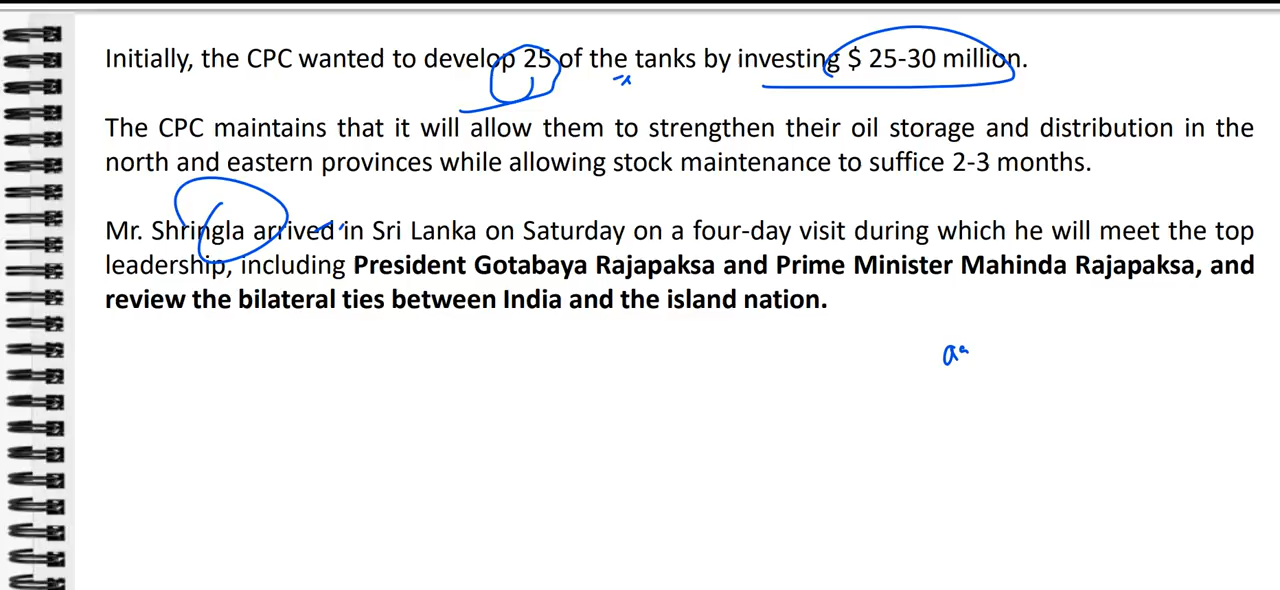 Initially, the CPC wanted to develop 25 of the tanks by investing $ 25-30 million.
The CPC maintains that it will allow them to strengthen their oil storage and distribution in the
north and eastern provinces while allowing stock maintenance to suffice 2-3 months.
Mr. Shringla arrived in Sri Lanka on Saturday on a four-day visit during which he will meet the top
leadership, including President Gotabaya Rajapaksa and Prime Minister Mahinda Rajapaksa, and
review the bilateral ties between India and the island nation.